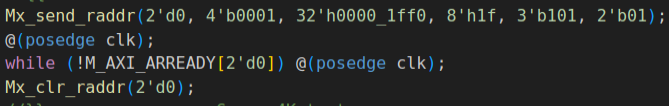 Mx_send_raddr(2'd0, 4'b0001, 32'h0000_1ff0, 8'h1f, 3'b101, 2'b01);
@(posedge clk);
while (!M_AXI_ARREADY[2'd0]) @(posedge clk);
Mx_clr_raddr(2'd0);